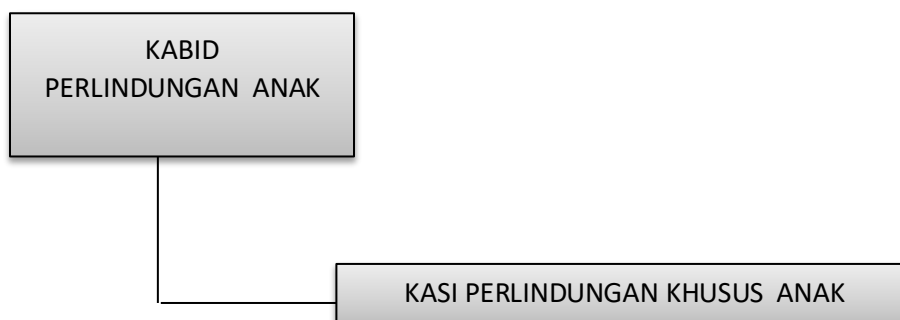 KABID
PERLINDUNGAN ANAK
KASI PERLINDUNGAN KHUSUS ANAK